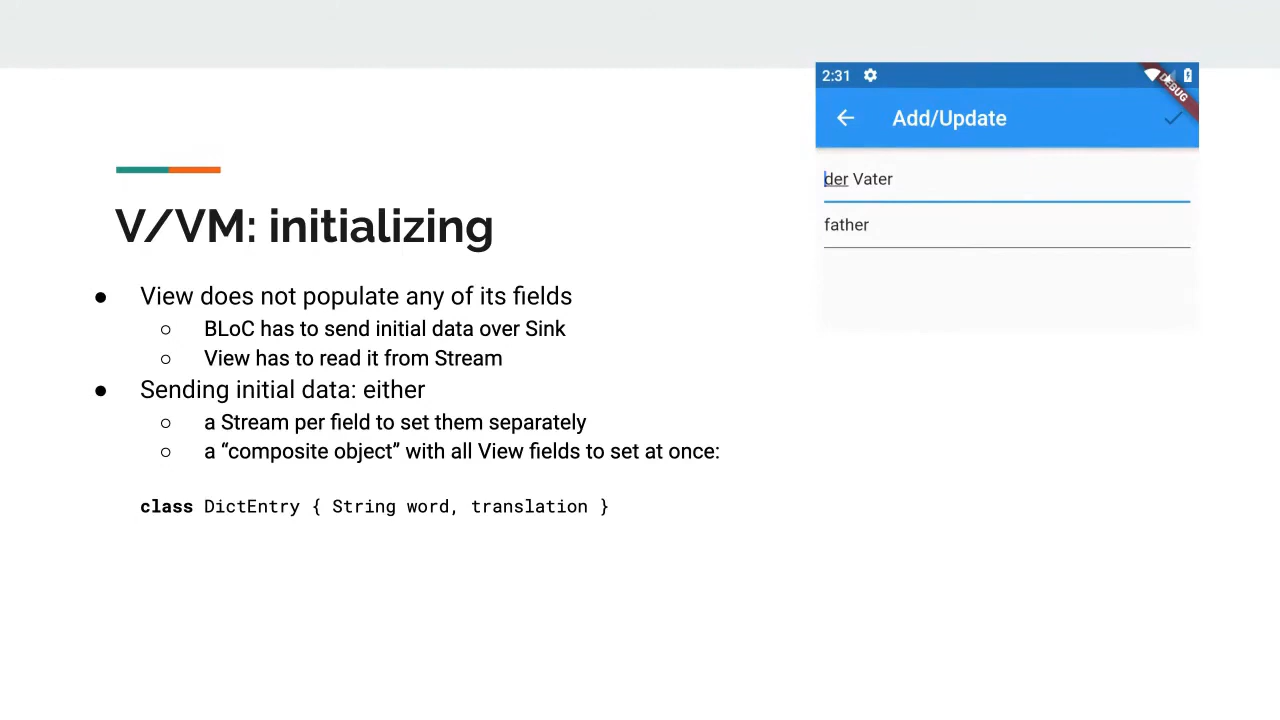 V/VM: initializing
● View does not populate any of its fields
○ BLoC has to send initial data over Sink
○ View has to read it from Stream
● Sending initial data: either
○ a Stream per field to set them separately
○ a “composite object” with all View fields to set at once:
class DictEntry { String word, translation }
2:31
DEBUG
Add/Update
der Vater
father